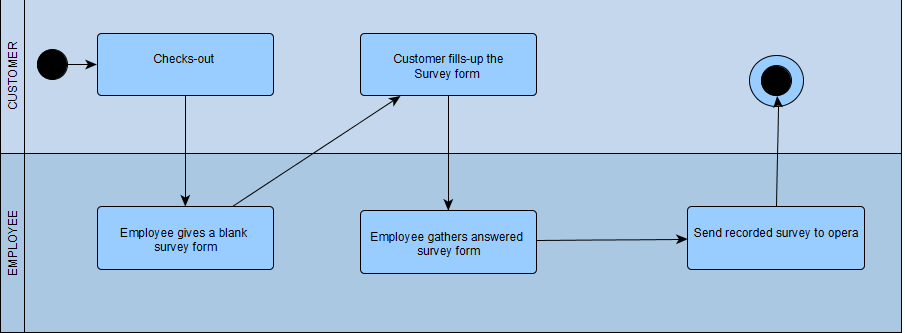 CUSTOMER
Checks-out
Customer fills-up the
Survey form
EMPLOYEE
Employee gives a blank
survey form
Employee gathers answered
survey form
Send recorded survey to opera